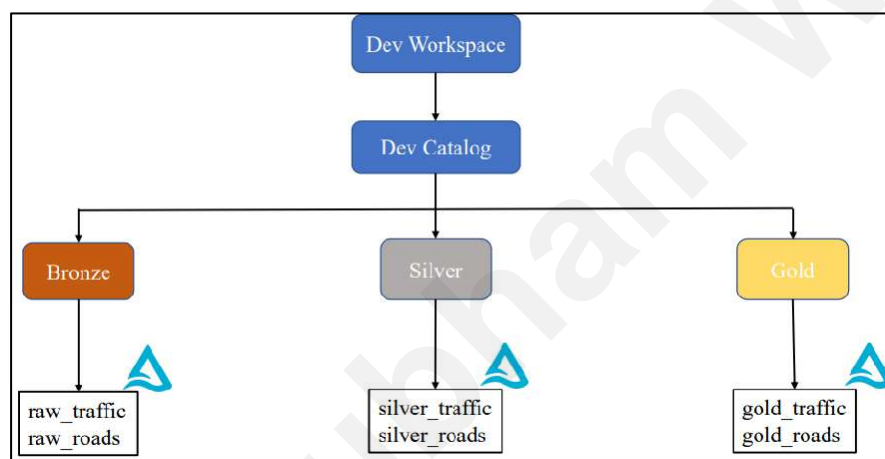 Dev Workspace
Dev Catalog
Bronze
Silver
Gold
raw_traffic
raw_roads
silver_traffic
silver_roads
gold_traffic
gold_roads